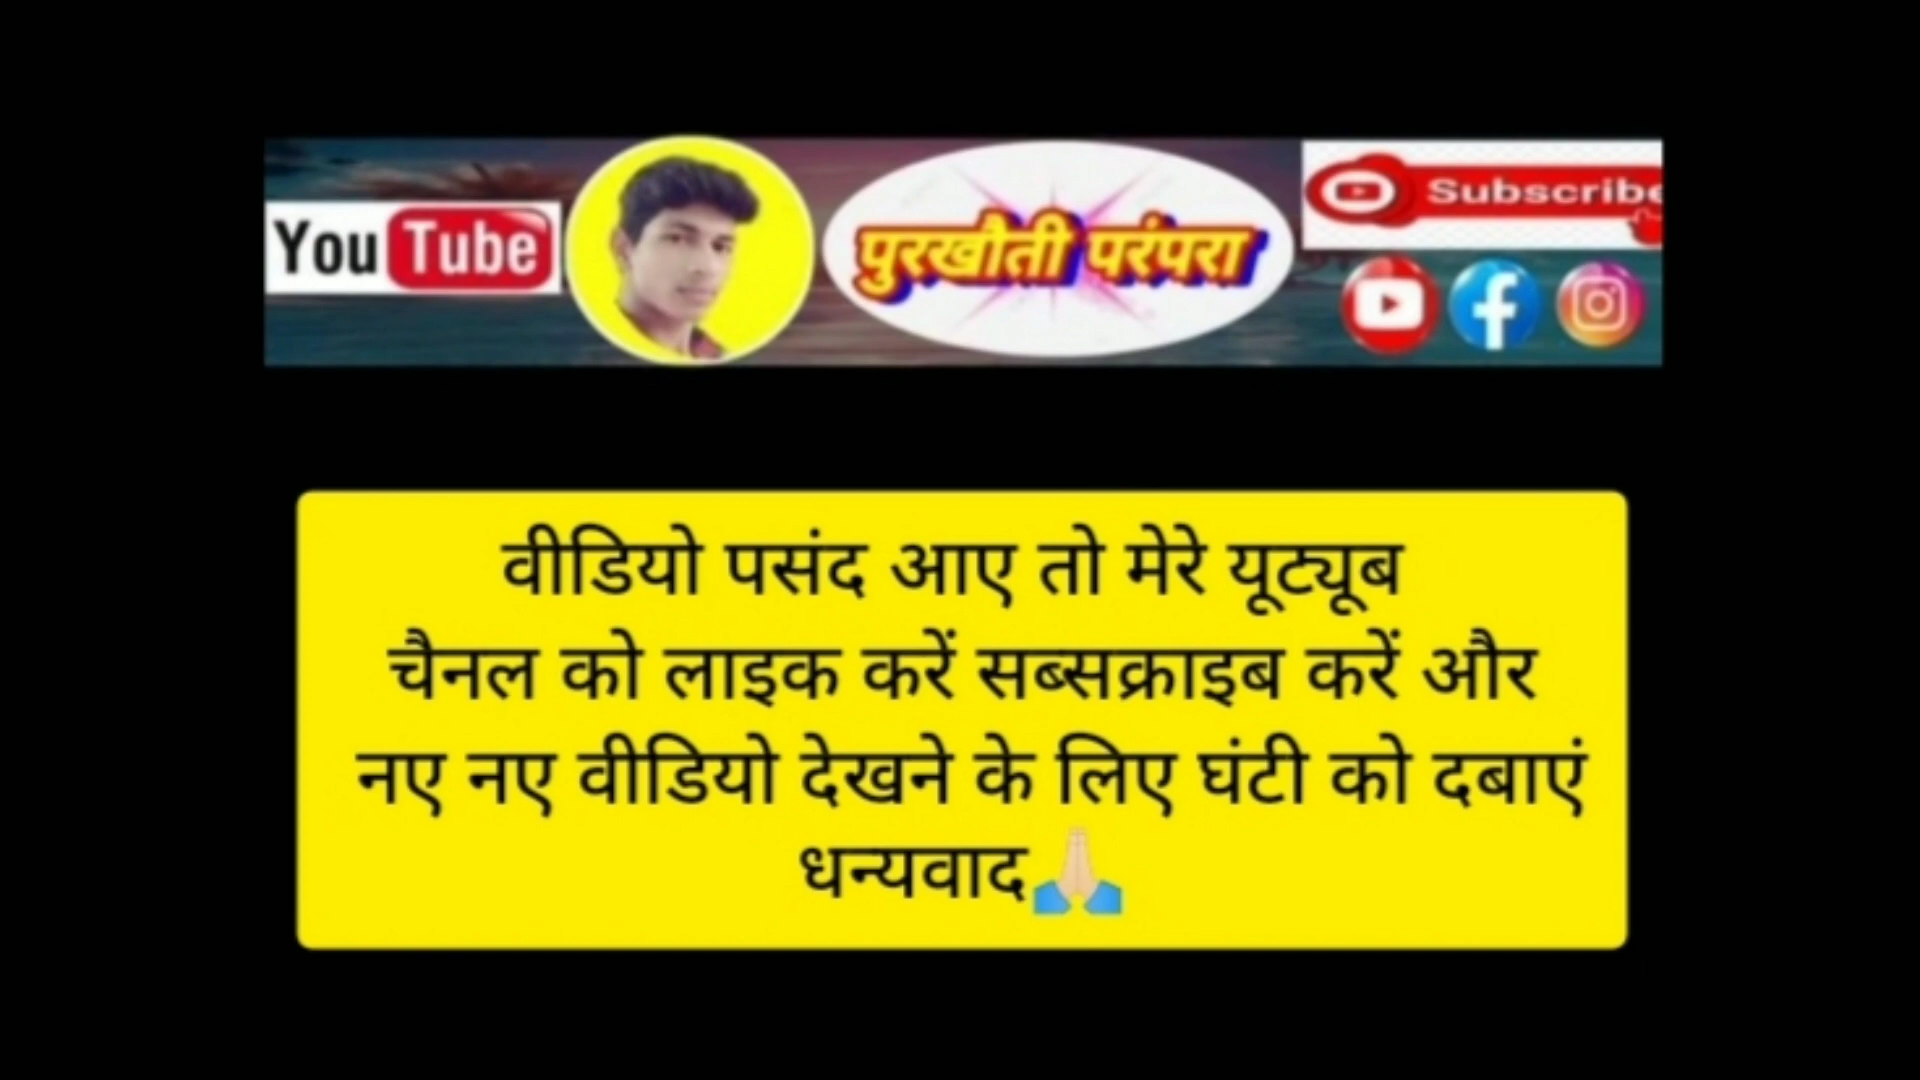 YouTube
पुरखौती परंपरा
Subscribe
वीडियो पसंद आए तो मेरे यूट्यूब
चैनल को लाइक करें सब्सक्राइब करें और
नए नए वीडियो देखने के लिए घंटी को दबाएं
धन्यवाद🙏🏻